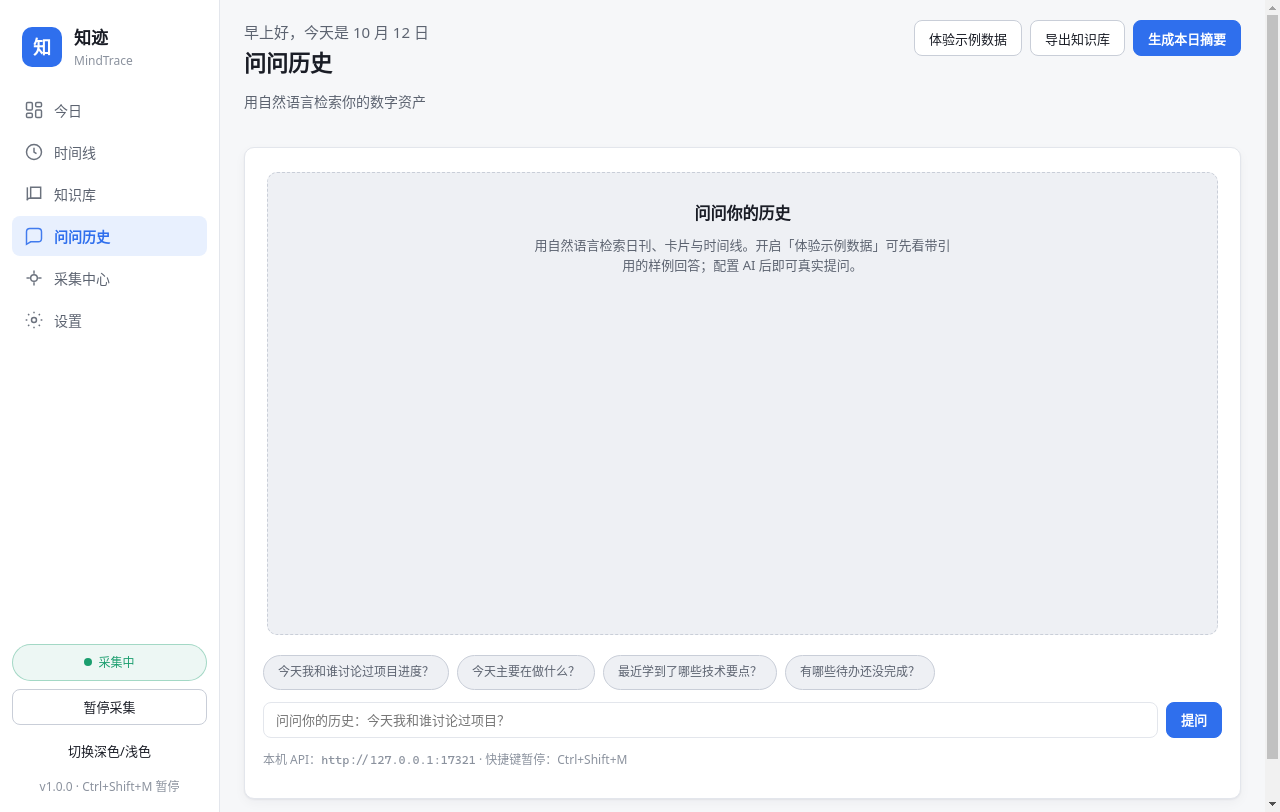 知
知迹
MindTrace
今日
时间线
知识库
问问历史
采集中心
设置
采集中
暂停采集
切换深色/浅色
v1.0.0 · Ctrl+Shift+M 暂停
早上好，今天是 10 月 12 日
问问历史
用自然语言检索你的数字资产
体验示例数据
导出知识库
生成本日摘要
问问你的历史
用自然语言检索日刊、卡片与时间线。开启「体验示例数据」可先看带引
用的样例回答；配置 AI 后即可真实提问。
今天我和谁讨论过项目进度？
今天主要在做什么？
最近学到了哪些技术要点？
有哪些待办还没完成？
问问你的历史：今天我和谁讨论过项目？
提问
本机 API：http://127.0.0.1:17321 · 快捷键暂停：Ctrl+Shift+M